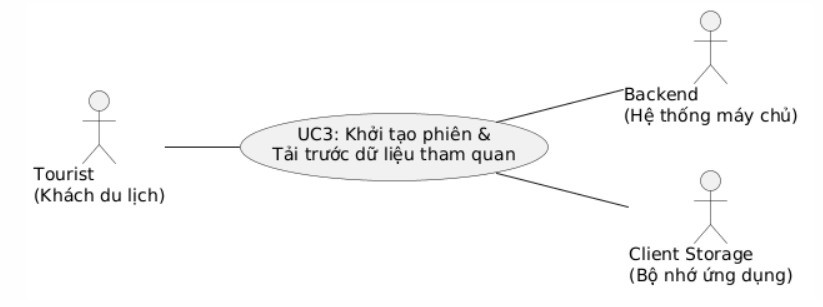 Tourist
(Khách du lịch)
UC3: Khởi tạo phiên &
Tải trước dữ liệu tham quan
Backend
(Hệ thống máy chủ)
Client Storage
(Bộ nhớ ứng dụng)